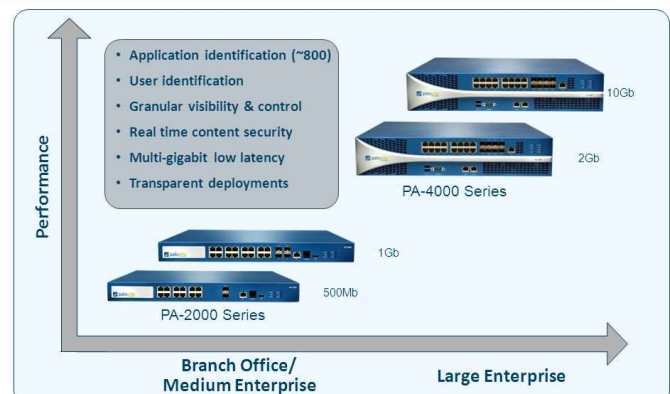 Performance
• Application identification (~800)
• User identification
• Granular visibility & control
• Real time content security
• Multi-gigabit low latency
• Transparent deployments
10Gb
2Gb
PA-4000 Series
1Gb
500Mb
PA-2000 Series
Branch Office/
Medium Enterprise
Large Enterprise